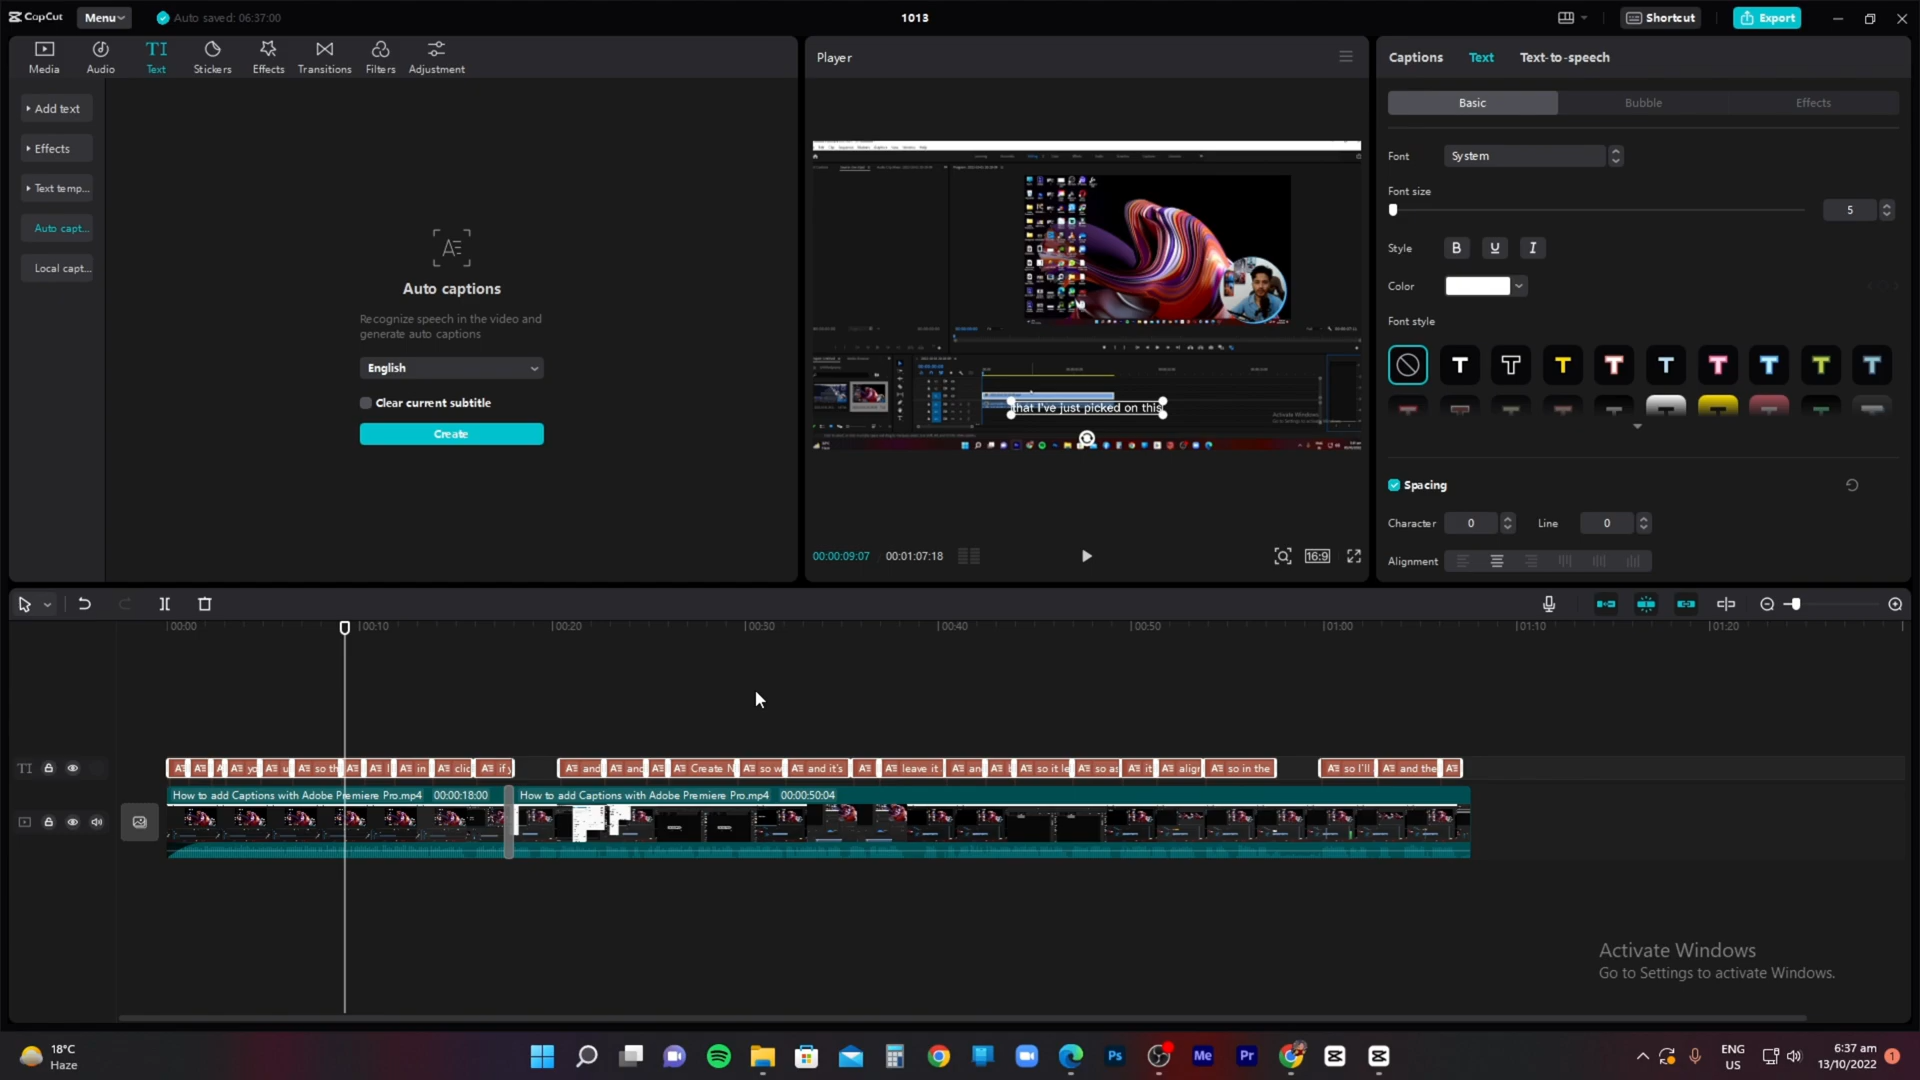 CapCut
Menu
Auto saved: 06:37:00
1013
Shortcut
Export
Media
Audio
TI
Text
Stickers
Effects
Transitions
Filters
Adjustment
Add text
Effects
Text temp...
Auto capt...
Local capt...
Auto captions
Recognize speech in the video and
generate auto captions
English
Clear current subtitle
Create
Player
that I've just picked on this
00:00:09:07
00:01:07:18
16:9
Captions
Text
Text-to-speech
Basic
Bubble
Effects
Font
System
Font size
5
Style
B
U
I
Color
Font style
T T T T T T T T T
Spacing
Character
0
Line
0
Alignment
00:00
00:10
00:20
00:30
00:40
00:50
01:00
01:10
01:20
TI
yo
so th
in
clic
if y
and
and
Create N
so w
and it's
leave it
an
so it le
so as
it
align
so in the
so I'll
and the
How to add Captions with Adobe Premiere Pro.mp4 00:00:18:00
How to add Captions with Adobe Premiere Pro.mp4 00:00:50:04
Activate Windows
Go to Settings to activate Windows.
18°C
Haze
Ps
Me
Pr
ENG
US
6:37 am
13/10/2022
1